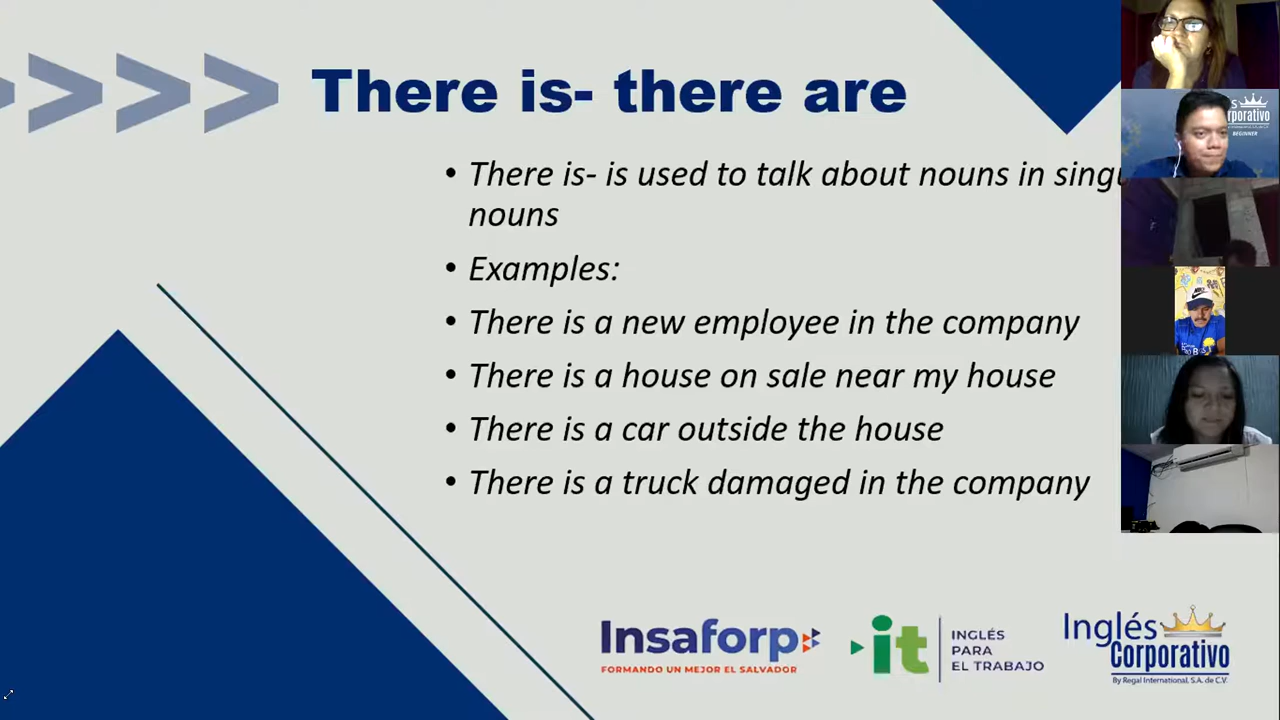 There is- there are
• There is- is used to talk about nouns in
nouns
• Examples:
• There is a new employee in the company
• There is a house on sale near my house
• There is a car outside the house
• There is a truck damaged in the company
Insaforp
FORMANDO UN MEJOR EL SALVADOR
it
INGLÉS
PARA
EL TRABAJO
Inglés
Corporativo
By Regal International, S.A. de C.V.
BEGINNER